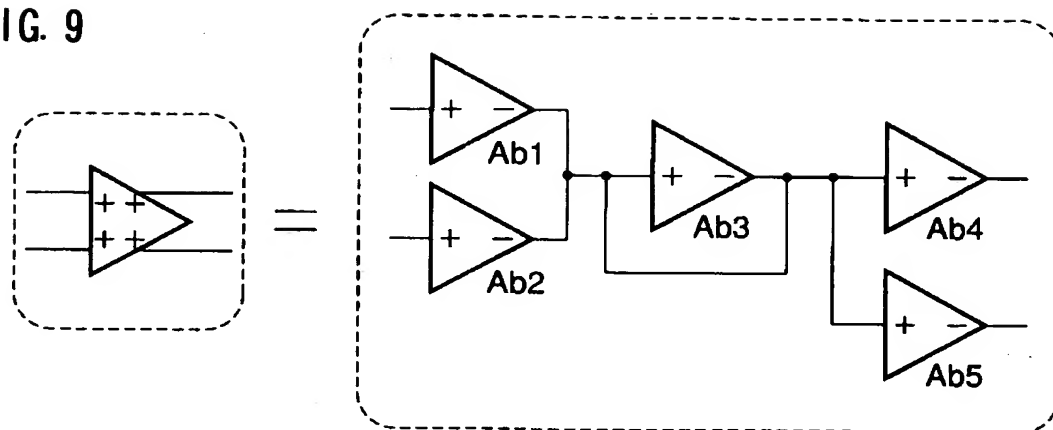 IG. 9
+ −
Ab1
+ −
Ab2
+ −
Ab3
+ −
Ab4
+ −
Ab5
+ +
+ +
=